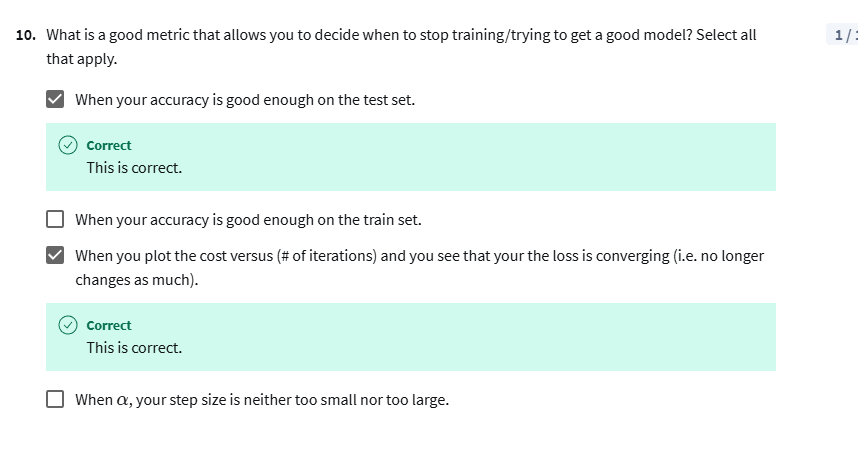 10. What is a good metric that allows you to decide when to stop training/trying to get a good model? Select all
1 /
that apply.
When your accuracy is good enough on the test set.
Correct
This is correct.
When your accuracy is good enough on the train set.
When you plot the cost versus (# of iterations) and you see that your the loss is converging (i.e. no longer
changes as much).
Correct
This is correct.
When α, your step size is neither too small nor too large.